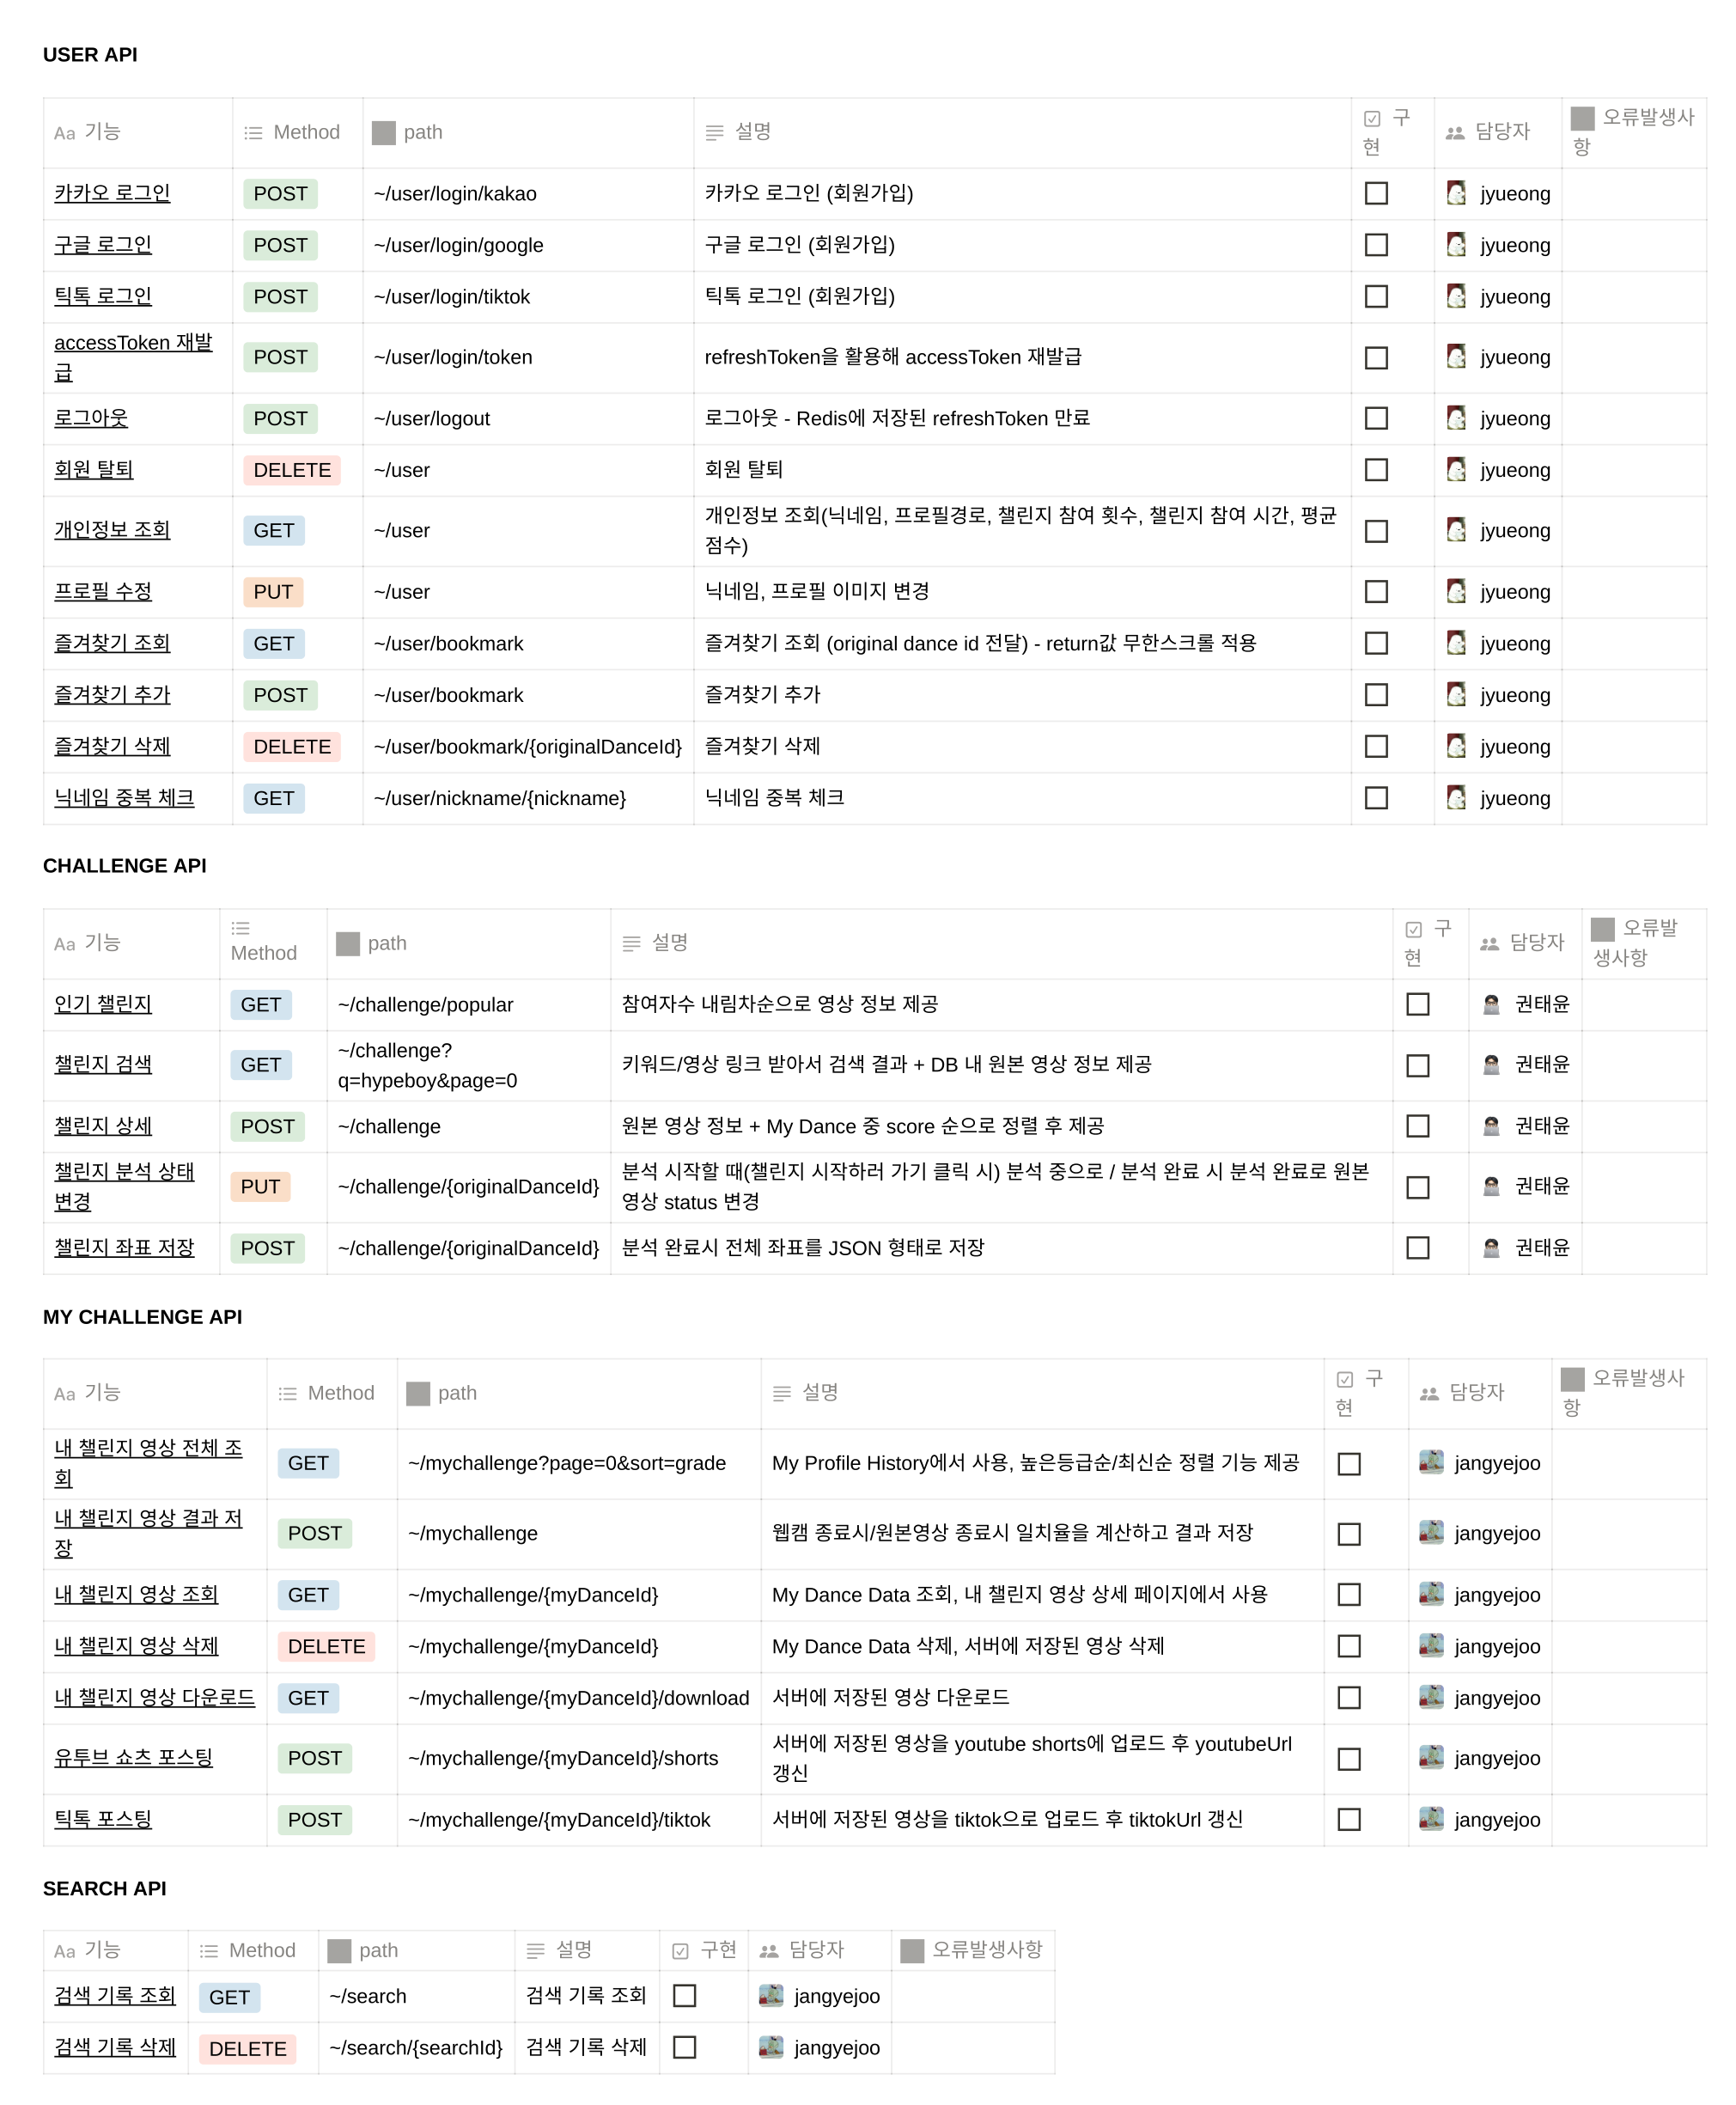 USER API
Aa 기능 Method path 설명 구현 담당자 오류발생사항
카카오 로그인 POST ~/user/login/kakao 카카오 로그인 (회원가입) jyueong
구글 로그인 POST ~/user/login/google 구글 로그인 (회원가입) jyueong
틱톡 로그인 POST ~/user/login/tiktok 틱톡 로그인 (회원가입) jyueong
accessToken 재발급 POST ~/user/login/token refreshToken을 활용해 accessToken 재발급 jyueong
로그아웃 POST ~/user/logout 로그아웃 - Redis에 저장된 refreshToken 만료 jyueong
회원 탈퇴 DELETE ~/user 회원 탈퇴 jyueong
개인정보 조회 GET ~/user 개인정보 조회(닉네임, 프로필경로, 챌린지 참여 횟수, 챌린지 참여 시간, 평균 점수) jyueong
프로필 수정 PUT ~/user 닉네임, 프로필 이미지 변경 jyueong
즐겨찾기 조회 GET ~/user/bookmark 즐겨찾기 조회 (original dance id 전달) - return값 무한스크롤 적용 jyueong
즐겨찾기 추가 POST ~/user/bookmark 즐겨찾기 추가 jyueong
즐겨찾기 삭제 DELETE ~/user/bookmark/{originalDanceId} 즐겨찾기 삭제 jyueong
닉네임 중복 체크 GET ~/user/nickname/{nickname} 닉네임 중복 체크 jyueong
CHALLENGE API
Aa 기능 Method path 설명 구현 담당자 오류발생사항
인기 챌린지 GET ~/challenge/popular 참여자수 내림차순으로 영상 정보 제공 권태윤
챌린지 검색 GET ~/challenge?q=hypeboy&page=0 키워드/영상 링크 받아서 검색 결과 + DB 내 원본 영상 정보 제공 권태윤
챌린지 상세 POST ~/challenge 원본 영상 정보 + My Dance 중 score 순으로 정렬 후 제공 권태윤
챌린지 분석 상태 변경 PUT ~/challenge/{originalDanceId} 분석 시작할 때(챌린지 시작하러 가기 클릭 시) 분석 중으로 / 분석 완료 시 분석 완료로 원본 영상 status 변경 권태윤
챌린지 좌표 저장 POST ~/challenge/{originalDanceId} 분석 완료시 전체 좌표를 JSON 형태로 저장 권태윤
MY CHALLENGE API
Aa 기능 Method path 설명 구현 담당자 오류발생사항
내 챌린지 영상 전체 조회 GET ~/mychallenge?page=0&sort=grade My Profile History에서 사용, 높은등급순/최신순 정렬 기능 제공 jangyejoo
내 챌린지 영상 결과 저장 POST ~/mychallenge 웹캠 종료시/원본영상 종료시 일치율을 계산하고 결과 저장 jangyejoo
내 챌린지 영상 조회 GET ~/mychallenge/{myDanceId} My Dance Data 조회, 내 챌린지 영상 상세 페이지에서 사용 jangyejoo
내 챌린지 영상 삭제 DELETE ~/mychallenge/{myDanceId} My Dance Data 삭제, 서버에 저장된 영상 삭제 jangyejoo
내 챌린지 영상 다운로드 GET ~/mychallenge/{myDanceId}/download 서버에 저장된 영상 다운로드 jangyejoo
유투브 쇼츠 포스팅 POST ~/mychallenge/{myDanceId}/shorts 서버에 저장된 영상을 youtube shorts에 업로드 후 youtubeUrl 갱신 jangyejoo
틱톡 포스팅 POST ~/mychallenge/{myDanceId}/tiktok 서버에 저장된 영상을 tiktok으로 업로드 후 tiktokUrl 갱신 jangyejoo
SEARCH API
Aa 기능 Method path 설명 구현 담당자 오류발생사항
검색 기록 조회 GET ~/search 검색 기록 조회 jangyejoo
검색 기록 삭제 DELETE ~/search/{searchId} 검색 기록 삭제 jangyejoo